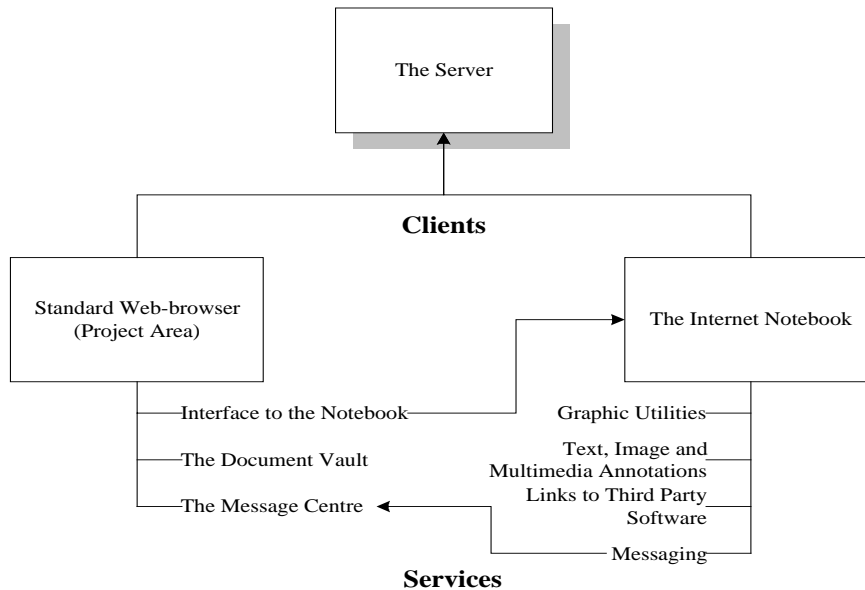 The Server
Clients
Standard Web-browser
(Project Area)
The Internet Notebook
Interface to the Notebook
The Document Vault
The Message Centre
Graphic Utilities
Text, Image and
Multimedia Annotations
Links to Third Party
Software
Messaging
Services